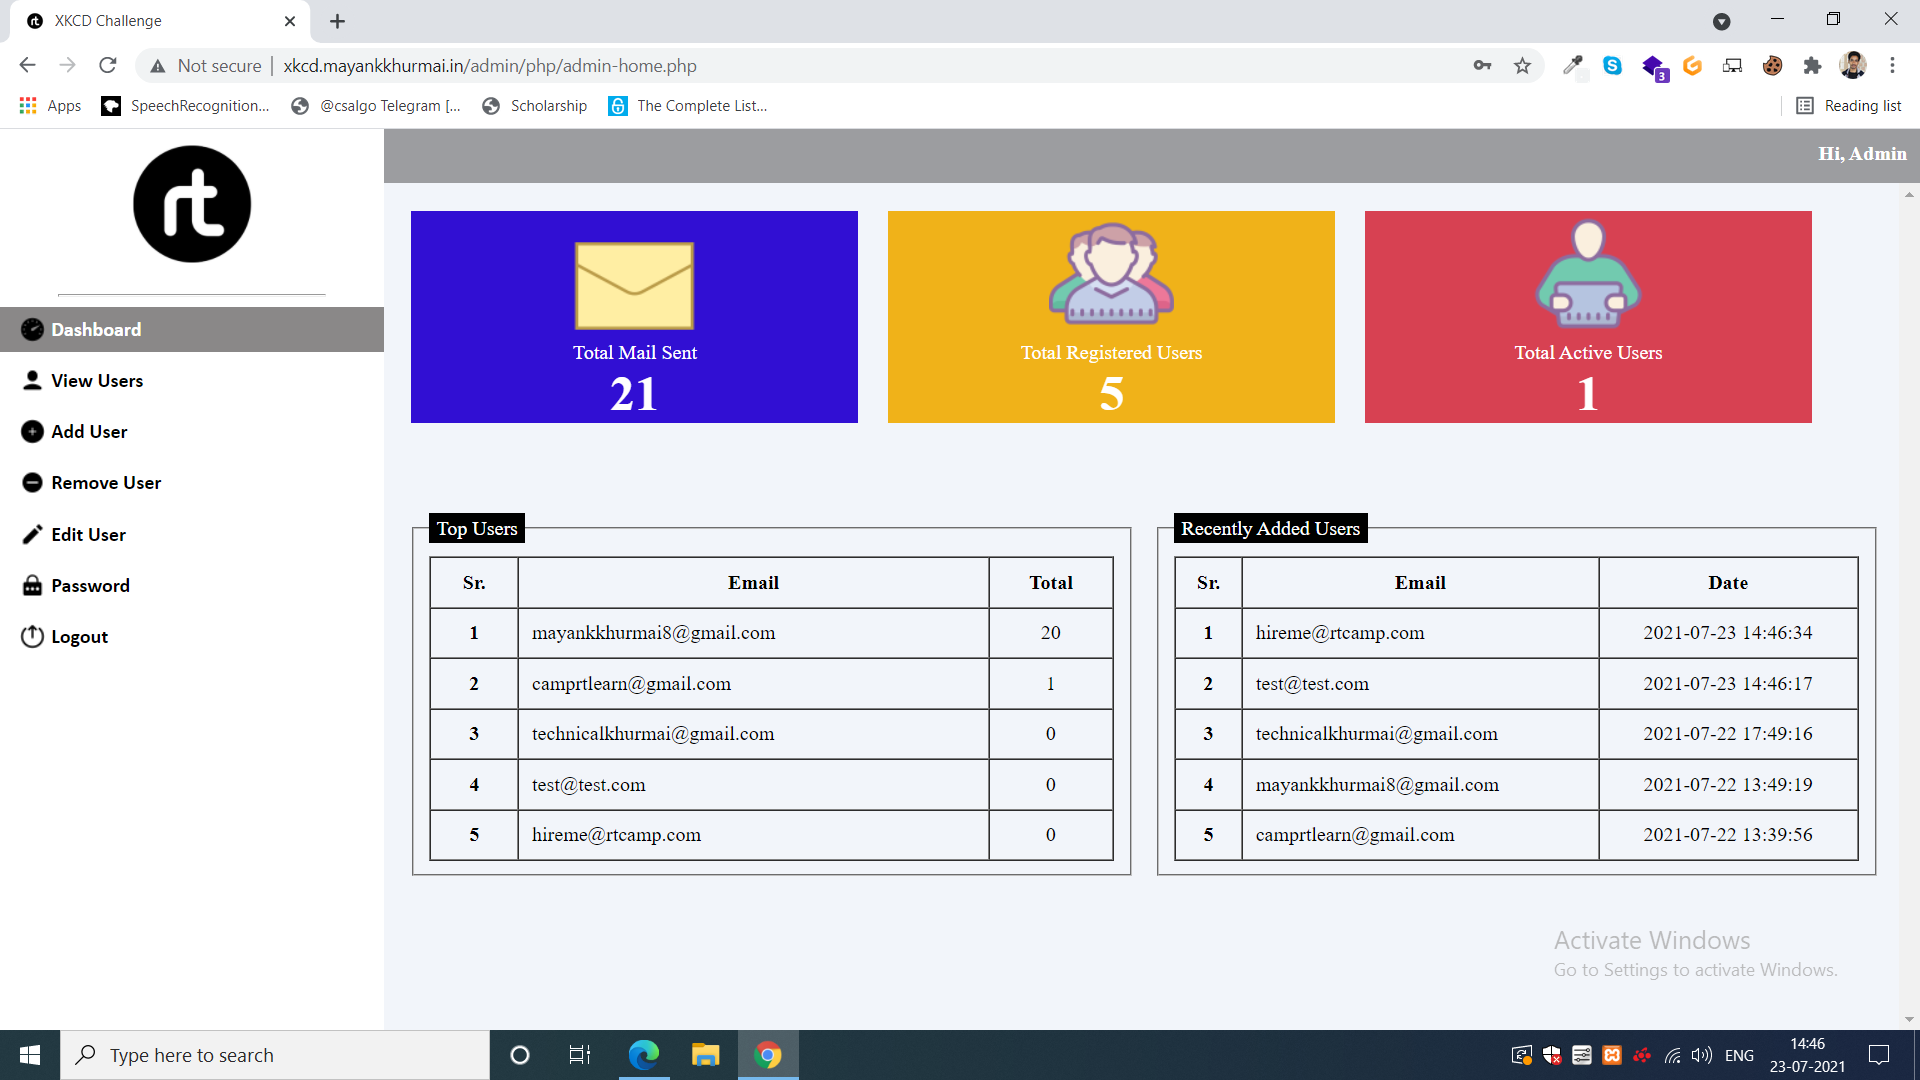 XKCD Challenge
Not secure | xkcd.mayankkhurmai.in/admin/php/admin-home.php
3
Apps SpeechRecognition... @csalgo Telegram [... Scholarship The Complete List... Reading list
rt
Hi, Admin
Dashboard
View Users
Add User
Remove User
Edit User
Password
Logout
Total Mail Sent
21
Total Registered Users
5
Total Active Users
1
Top Users
Sr. Email Total
1 mayankkhurmai8@gmail.com 20
2 camprtlearn@gmail.com 1
3 technicalkhurmai@gmail.com 0
4 test@test.com 0
5 hireme@rtcamp.com 0
Recently Added Users
Sr. Email Date
1 hireme@rtcamp.com 2021-07-23 14:46:34
2 test@test.com 2021-07-23 14:46:17
3 technicalkhurmai@gmail.com 2021-07-22 17:49:16
4 mayankkhurmai8@gmail.com 2021-07-22 13:49:19
5 camprtlearn@gmail.com 2021-07-22 13:39:56
Activate Windows
Go to Settings to activate Windows.
Type here to search
ENG
14:46
23-07-2021